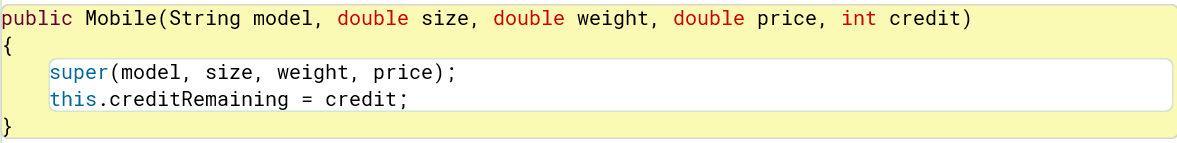 public Mobile(String model, double size, double weight, double price, int credit)
{
    super(model, size, weight, price);
    this.creditRemaining = credit;
}